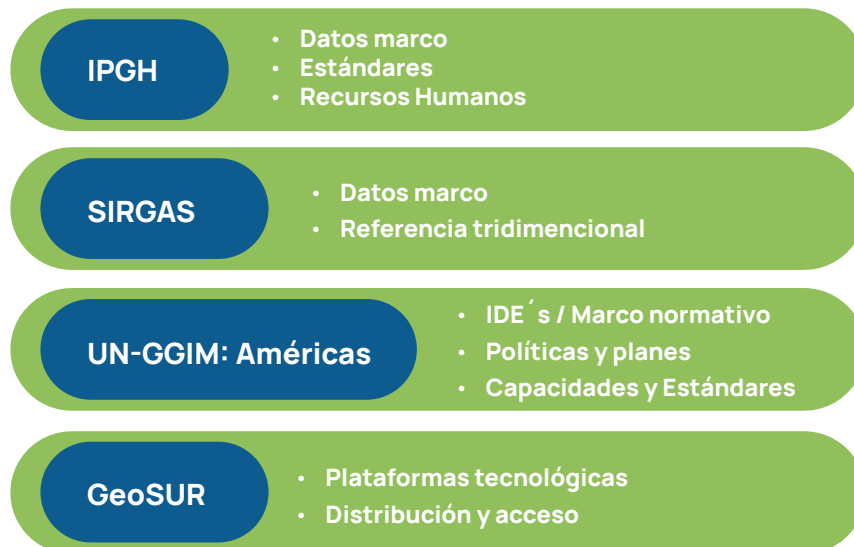 IPGH
• Datos marco
• Estándares
• Recursos Humanos
SIRGAS
• Datos marco
• Referencia tridimencional
UN-GGIM: Américas
• IDE´s / Marco normativo
• Políticas y planes
• Capacidades y Estándares
GeoSUR
• Plataformas tecnológicas
• Distribución y acceso